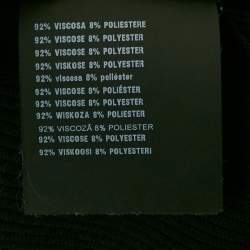 92% VISCOSA 8% POLIESTERE
92% VISCOSE 8% POLYESTER
92% VISKOSE 8% POLYESTER
92% VISKOSE 8% POLYESTER
92% viscosa 8% poliéster
92% VISCOSE 8% POLIÉSTER
92% VISCOSE 8% POLYESTER
92% WISKOZA 8% POLYESTER
92% VISCOZĂ 8% POLIESTER
92% VISCOSE 8% POLYESTER
92% VISKOOSI 8% POLYESTERI